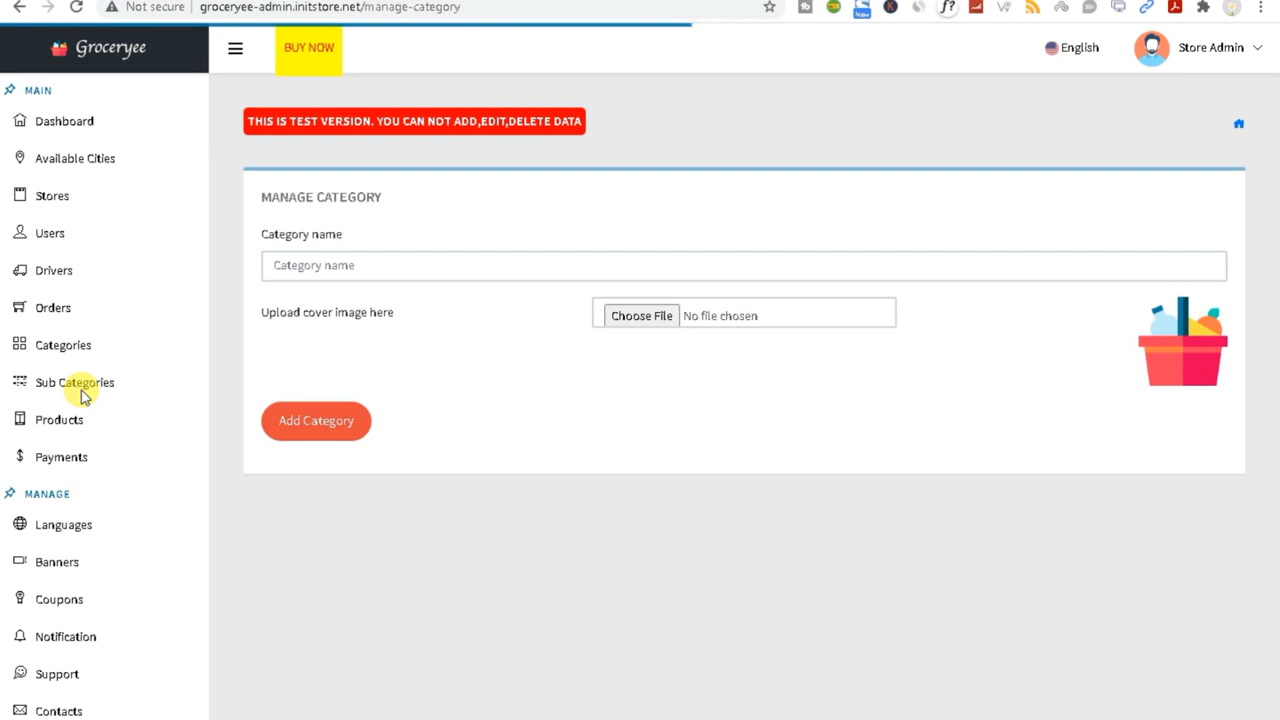 Not secure groceryee-admin.initstore.net/manage-category
Groceryee
BUY NOW
English
Store Admin
MAIN
Dashboard
Available Cities
Stores
Users
Drivers
Orders
Categories
Sub Categories
Products
Payments
MANAGE
Languages
Banners
Coupons
Notification
Support
Contacts
THIS IS TEST VERSION. YOU CAN NOT ADD,EDIT,DELETE DATA
MANAGE CATEGORY
Category name
Category name
Upload cover image here
Choose File No file chosen
Add Category